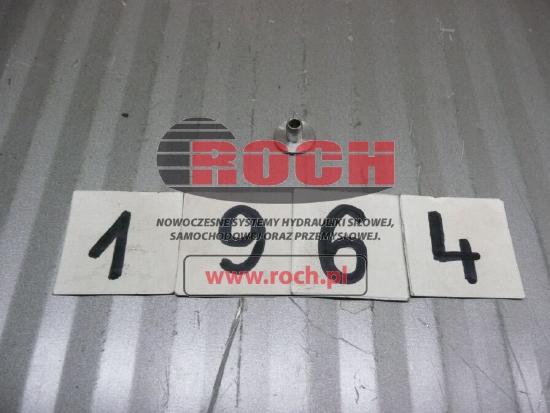 ROCH
NOWOCZESNE SYSTEMY HYDRAULIKI SIŁOWEJ,
SAMOCHODOWEJ ORAZ PRZEMYSŁOWEJ.
1 9 6 4
www.roch.pl